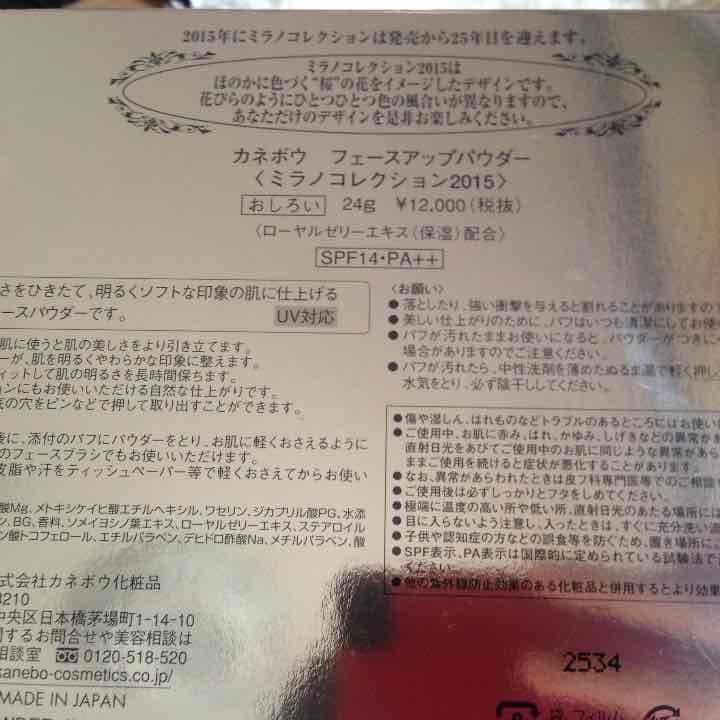 2015年にミラノコレクションは発売から25年目を迎えます。
ミラノコレクション2015は
ほのかに色づく“桜”の花をイメージしたデザインです。
花びらのようにひとつひとつ色の風合いが異なりますので、
あなただけのデザインを是非お楽しみください。
カネボウ フェースアップパウダー
〈ミラノコレクション2015〉
おしろい 24g ¥12,000(税抜)
〈ローヤルゼリーエキス(保湿)配合〉
SPF14・PA++
さをひきたて、明るくソフトな印象の肌に仕上げる
ースパウダーです。 UV対応
肌に使うと肌の美しさをより引き立てます。
ーが、肌を明るくやわらかな印象に整えます。
ィットして肌の明るさを長時間保ちます。
ョンにもお使いいただける自然な仕上がりです。
底の穴をピンなどで押して取り出すことができます。
後に、添付のパフにパウダーをとり、お肌に軽くおさえるように
のフェースブラシでもお使いいただけます。
皮脂や汗をティッシュペーパー等で軽くおさえてからお使い
酸Mg、メトキシケイヒ酸エチルヘキシル、ワセリン、ジカプリル酸PG、水添
ン、BG、香料、ソメイヨシノ葉エキス、ローヤルゼリーエキス、ステアロイル
ン酸トコフェロール、エチルパラベン、デヒドロ酢酸Na、メチルパラベン、酸
式会社カネボウ化粧品
8210
中央区日本橋茅場町1-14-10
関するお問合せや美容相談は
相談室 0120-518-520
kanebo-cosmetics.co.jp/
MADE IN JAPAN
〈お願い〉
●落としたり、強い衝撃を与えると割れることがありますの
●美しい仕上がりのために、パフはいつも清潔にしてお使
●パフが汚れたままお使いになると、パウダーがつきに
場合がありますのでご注意ください。
●パフが汚れたら、中性洗剤を薄めたぬるま湯で軽く押し
水気をとり、必ず陰干ししてください。
●傷や湿しん、はれものなどトラブルのあるところにはお使い
●ご使用中、お肌に赤み、はれ、かゆみ、しげきなどの異常が
直射日光をあびてご使用中のお肌に同じような異常があら
ままご使用を続けると症状が悪化することがあります。
●なお、異常があらわれたときは皮フ科専門医等でのご相談
●ご使用後は必ずしっかりとフタをしめてください。
●極端に温度の高い所や低い所、直射日光のあたる場所には
●目に入らないよう注意し、入ったときは、すぐに充分洗い
●子供や認知症の方などの誤食等を防ぐため、置き場所に
●SPF表示、PA表示は国際的に定められている試験法で
ください。
●他の紫外線防止効果のある化粧品と併用するとより効果
2534